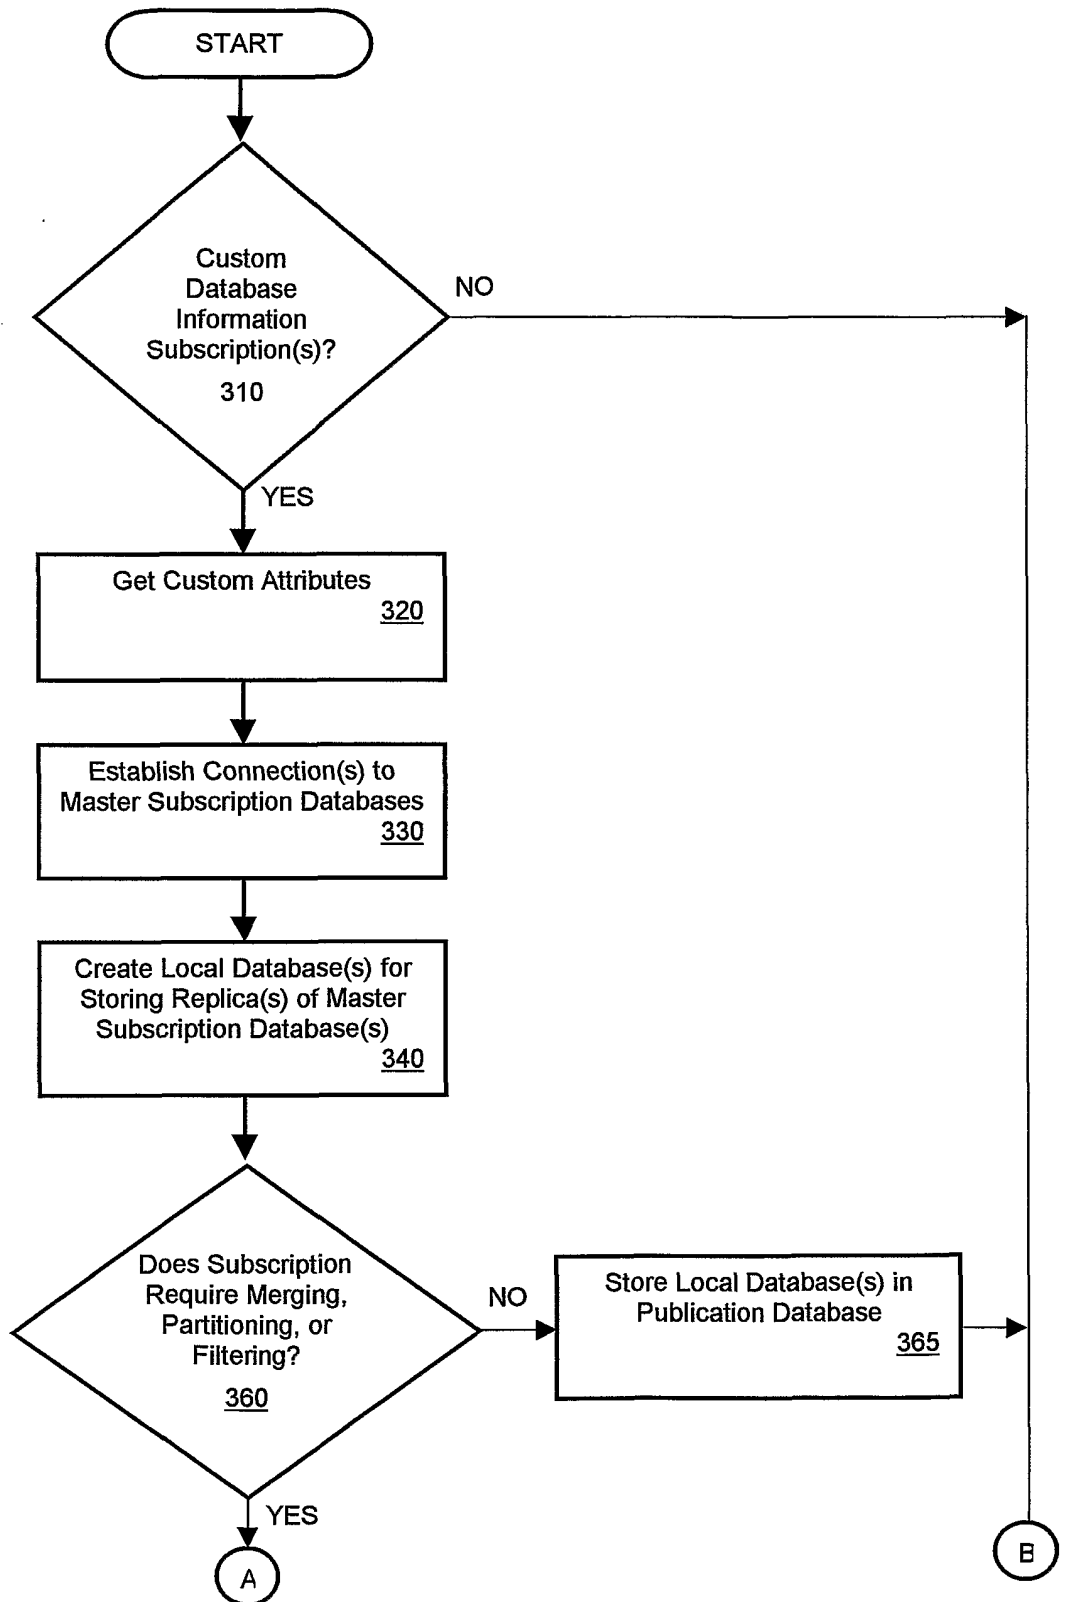 START
Custom
Database
Information
Subscription(s)?
310
NO
YES
Get Custom Attributes
320
Establish Connection(s) to
Master Subscription Databases
330
Create Local Database(s) for
Storing Replica(s) of Master
Subscription Database(s)
340
Does Subscription
Require Merging,
Partitioning, or
Filtering?
360
NO
Store Local Database(s) in
Publication Database
365
YES
A
B